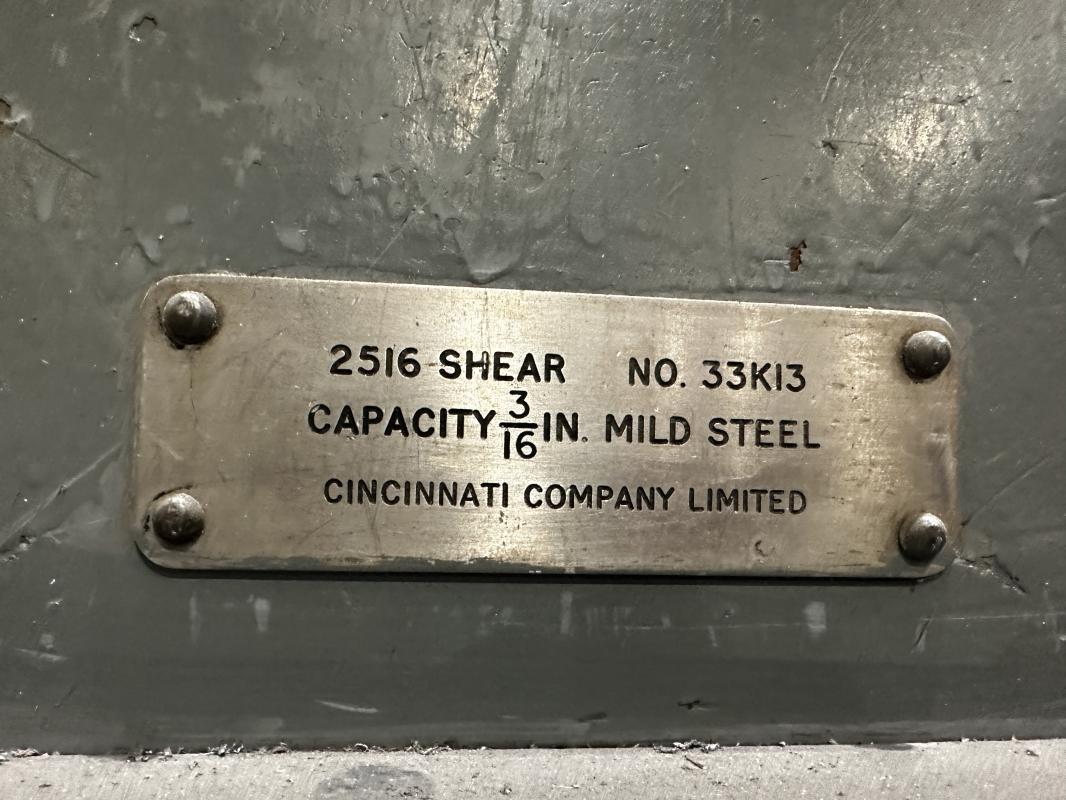 2516 SHEAR NO. 33K13
CAPACITY 3/16 IN. MILD STEEL
CINCINNATI COMPANY LIMITED